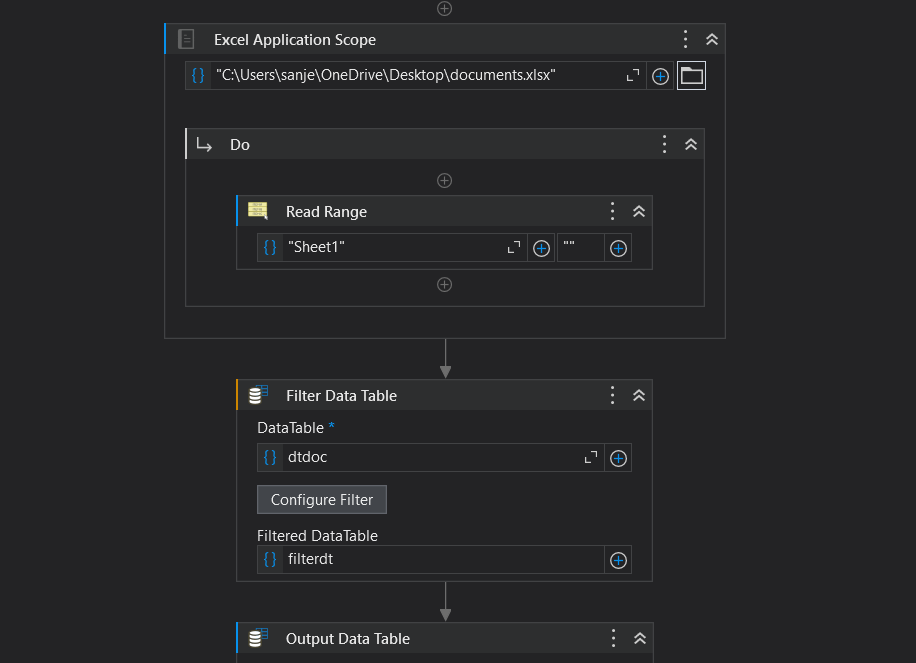 Excel Application Scope
"C:\Users\sanje\OneDrive\Desktop\documents.xlsx"
Do
Read Range
"Sheet1" ""
Filter Data Table
DataTable *
dtdoc
Configure Filter
Filtered DataTable
filterdt
Output Data Table